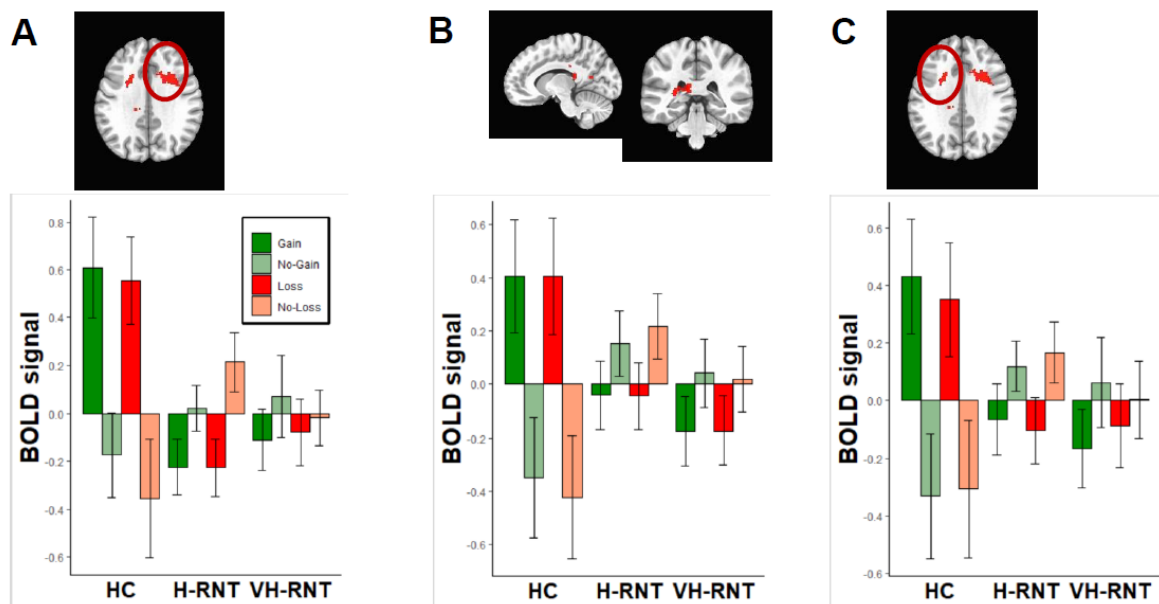 A
B
C
BOLD signal
0.8
0.6
0.4
0.2
0.0
-0.2
-0.4
-0.6
Gain
No-Gain
Loss
No-Loss
HC H-RNT VH-RNT
BOLD signal
0.6
0.4
0.2
0.0
-0.2
-0.4
-0.6
HC H-RNT VH-RNT
BOLD signal
0.6
0.4
0.2
0.0
-0.2
-0.4
-0.6
HC H-RNT VH-RNT